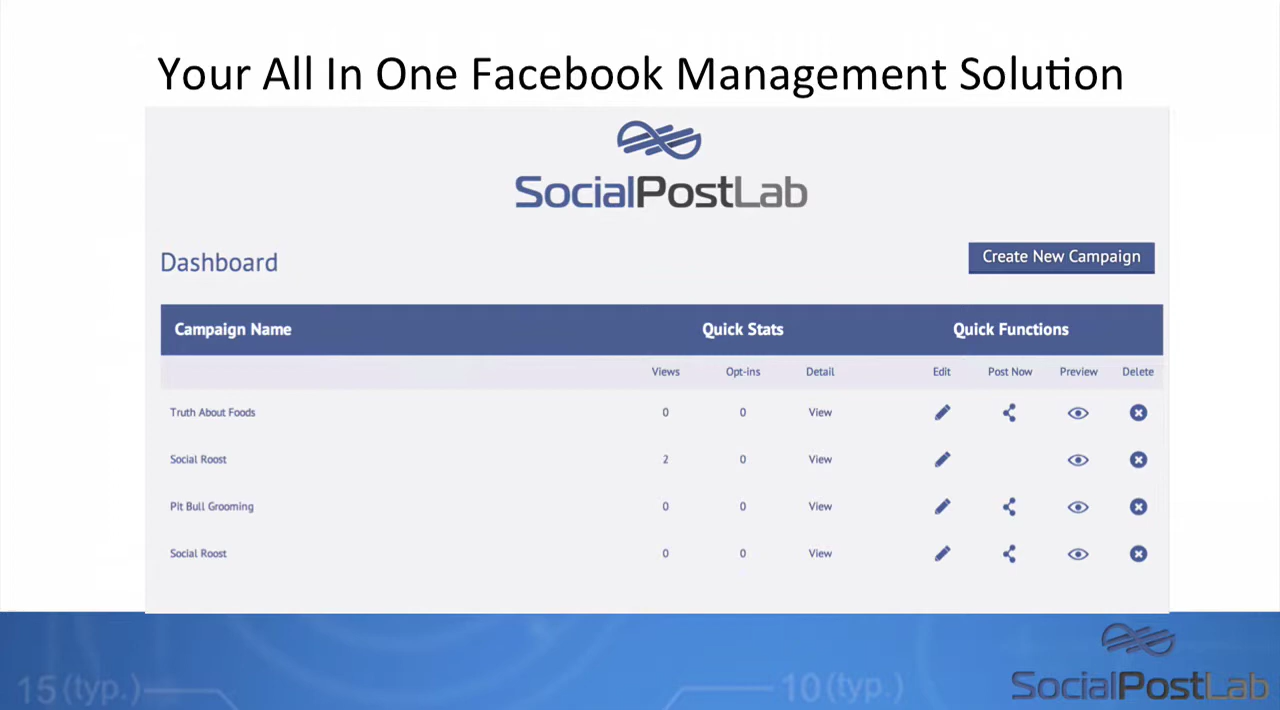 Your All In One Facebook Management Solution
SocialPostLab
Dashboard
Create New Campaign
Campaign Name Quick Stats Quick Functions
Views Opt-ins Detail Edit Post Now Preview Delete
Truth About Foods 0 0 View
Social Roost 2 0 View
Pit Bull Grooming 0 0 View
Social Roost 0 0 View
15(typ.) 10(typ.) SocialPostLab